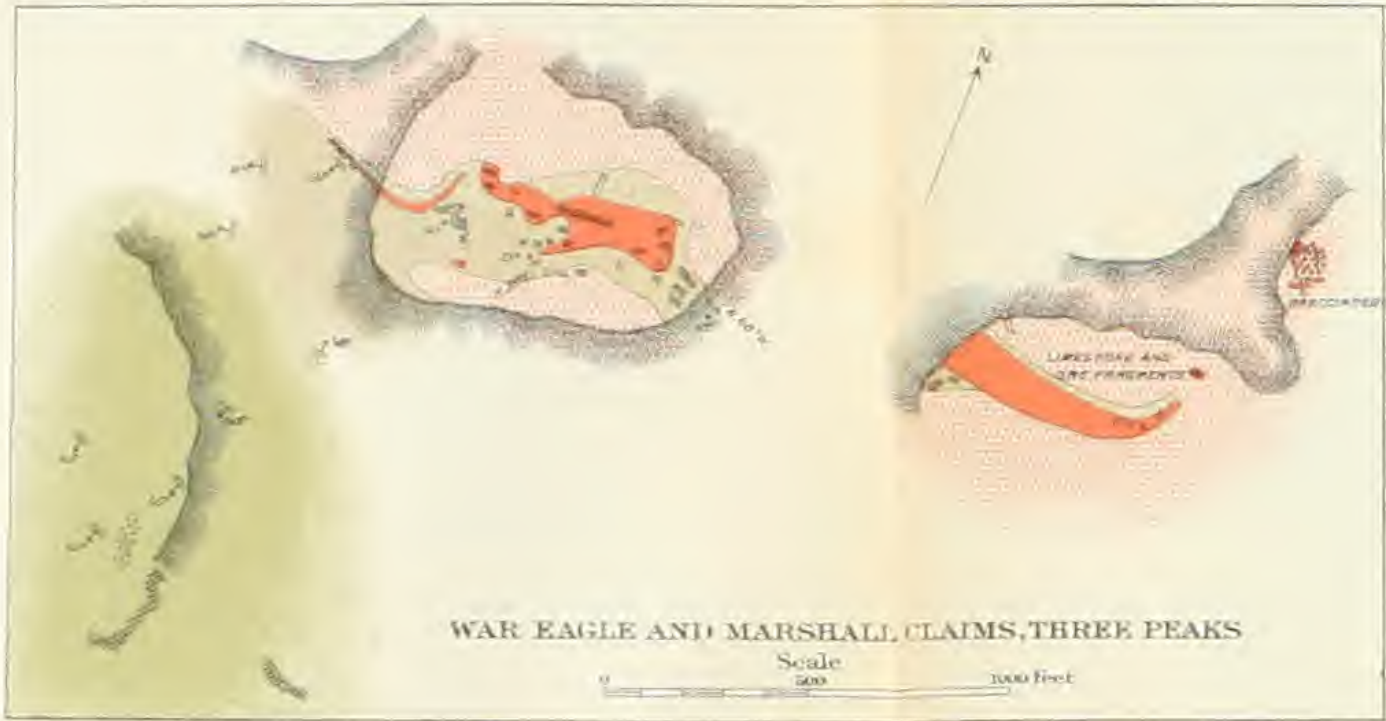 N
LIMESTONE AND
ORE FRAGMENTS
BRECCIATED
WAR EAGLE AND MARSHALL CLAIMS, THREE PEAKS
Scale
0 500 1000 Feet